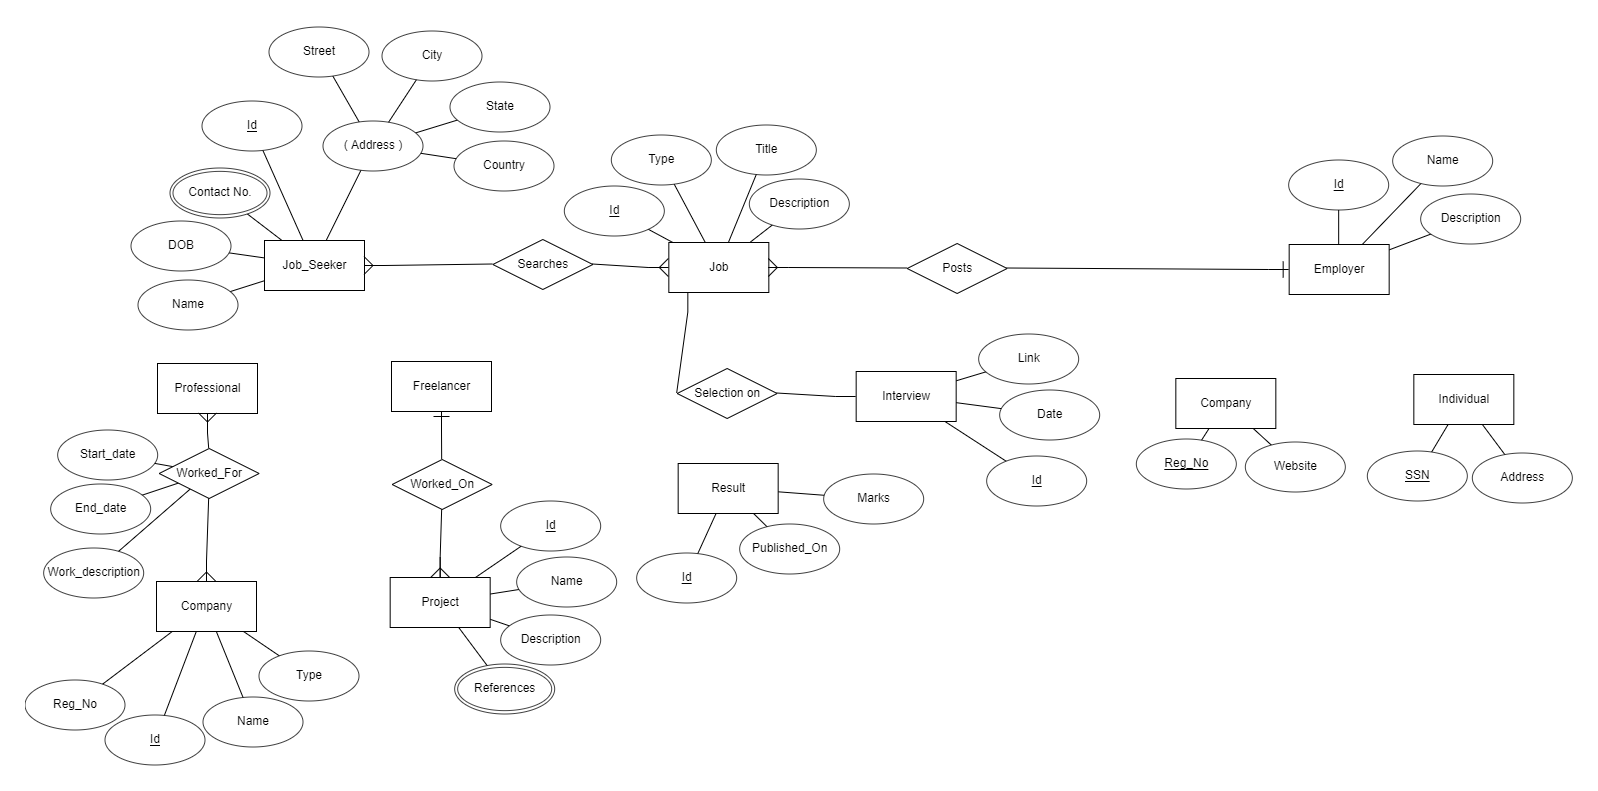 Street
City
State
Id
( Address )
Country
Contact No.
DOB
Job_Seeker
Name
Searches
Type
Title
Id
Description
Job
Posts
Id
Name
Description
Employer
Professional
Start_date
Worked_For
End_date
Work_description
Company
Reg_No
Id
Name
Type
Freelancer
Worked_On
Id
Name
Project
Description
References
Selection on
Interview
Link
Date
Id
Result
Marks
Published_On
Id
Company
Reg_No
Website
Individual
SSN
Address